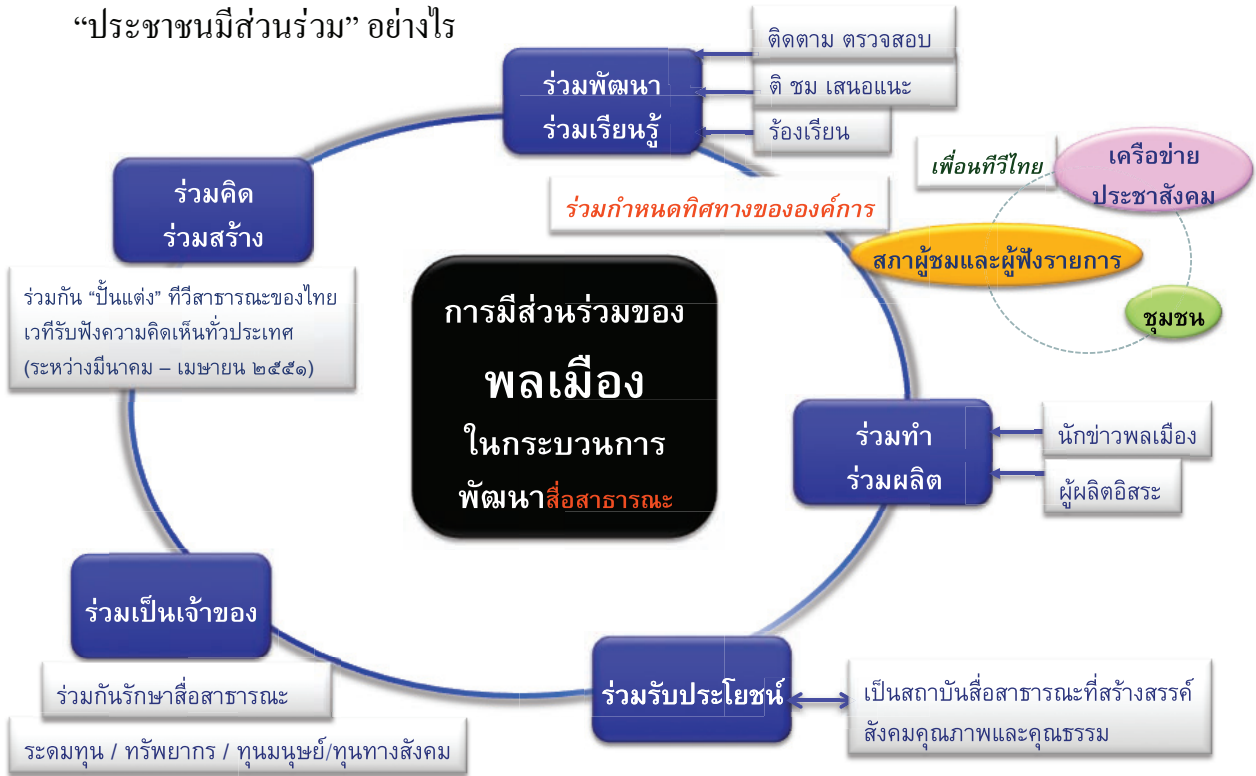 “ประชาชนมีส่วนร่วม” อย่างไร
ร่วมพัฒนา
ร่วมเรียนรู้
ติดตาม ตรวจสอบ
ติ ชม เสนอแนะ
ร้องเรียน
ร่วมกำหนดทิศทางขององค์การ
เพื่อนทีวีไทย
เครือข่าย
ประชาสังคม
สภาผู้ชมและผู้ฟังรายการ
ชุมชน
ร่วมคิด
ร่วมสร้าง
ร่วมกัน “ปั้นแต่ง” ทีวีสาธารณะของไทย
เวทีรับฟังความคิดเห็นทั่วประเทศ
(ระหว่างมีนาคม – เมษายน ๒๕๕๑)
การมีส่วนร่วมของ
พลเมือง
ในกระบวนการ
พัฒนาสื่อสาธารณะ
ร่วมทำ
ร่วมผลิต
นักข่าวพลเมือง
ผู้ผลิตอิสระ
ร่วมเป็นเจ้าของ
ร่วมกันรักษาสื่อสาธารณะ
ระดมทุน / ทรัพยากร / ทุนมนุษย์/ทุนทางสังคม
ร่วมรับประโยชน์
เป็นสถาบันสื่อสาธารณะที่สร้างสรรค์
สังคมคุณภาพและคุณธรรม